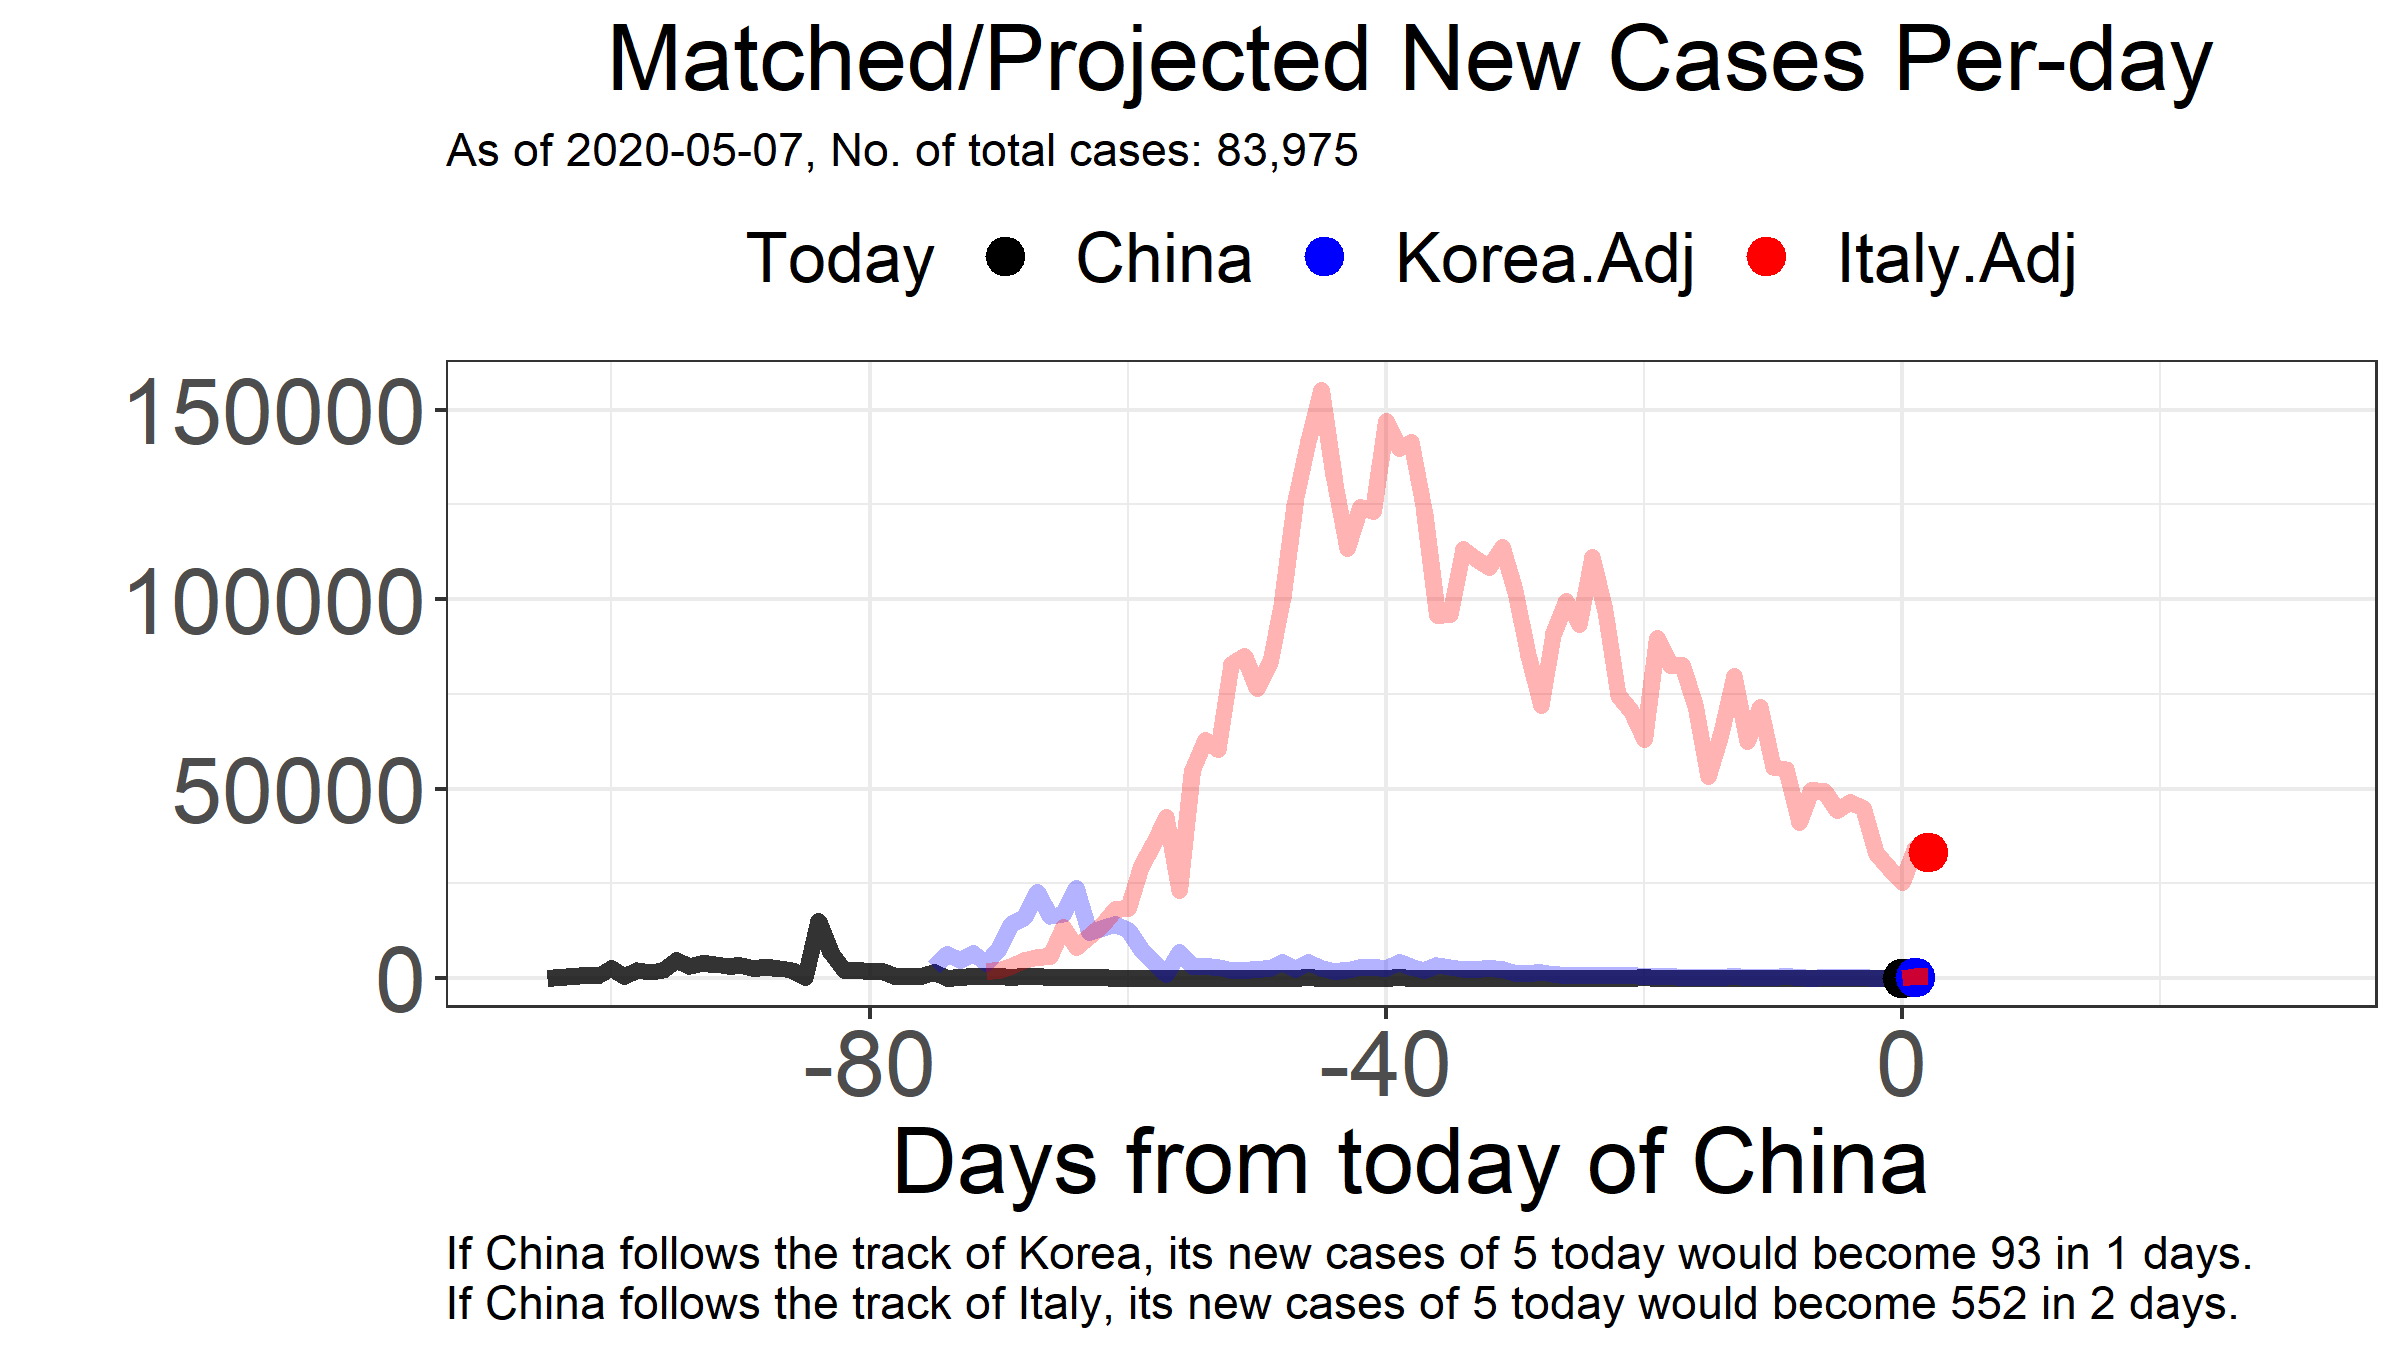 Matched/Projected New Cases Per-day
As of 2020-05-07, No. of total cases: 83,975
Today China Korea.Adj Italy.Adj
150000
100000
50000
0
-80 -40 0
Days from today of China
If China follows the track of Korea, its new cases of 5 today would become 93 in 1 days.
If China follows the track of Italy, its new cases of 5 today would become 552 in 2 days.